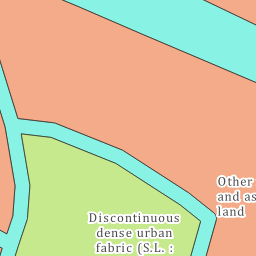 Other
and as
land
Discontinuous
dense urban
fabric (S.L. :